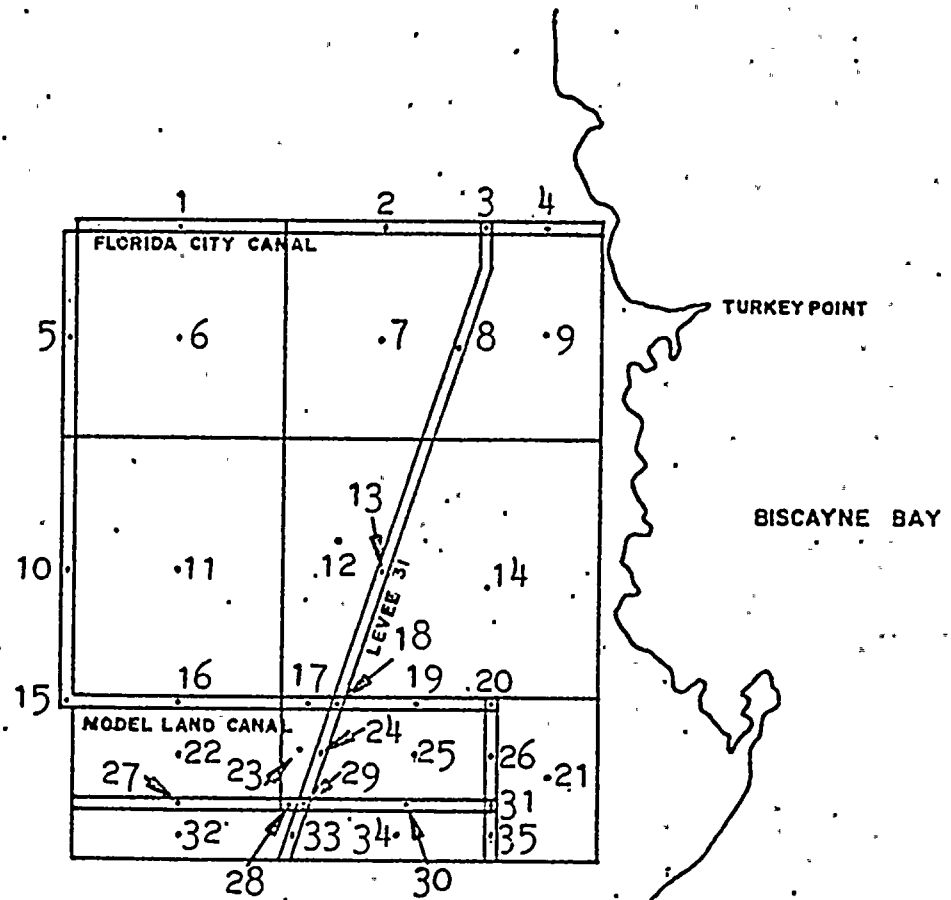 1 2 3 4
FLORIDA CITY CANAL
TURKEY POINT
5 6 7 8 9
13
BISCAYNE BAY
10 11 12 14
LEVEE 31
18
15 16 17 19 20
MODEL LAND CANAL
22 24 25 26
23 29 21
27 31
32 33 34 35
28 30